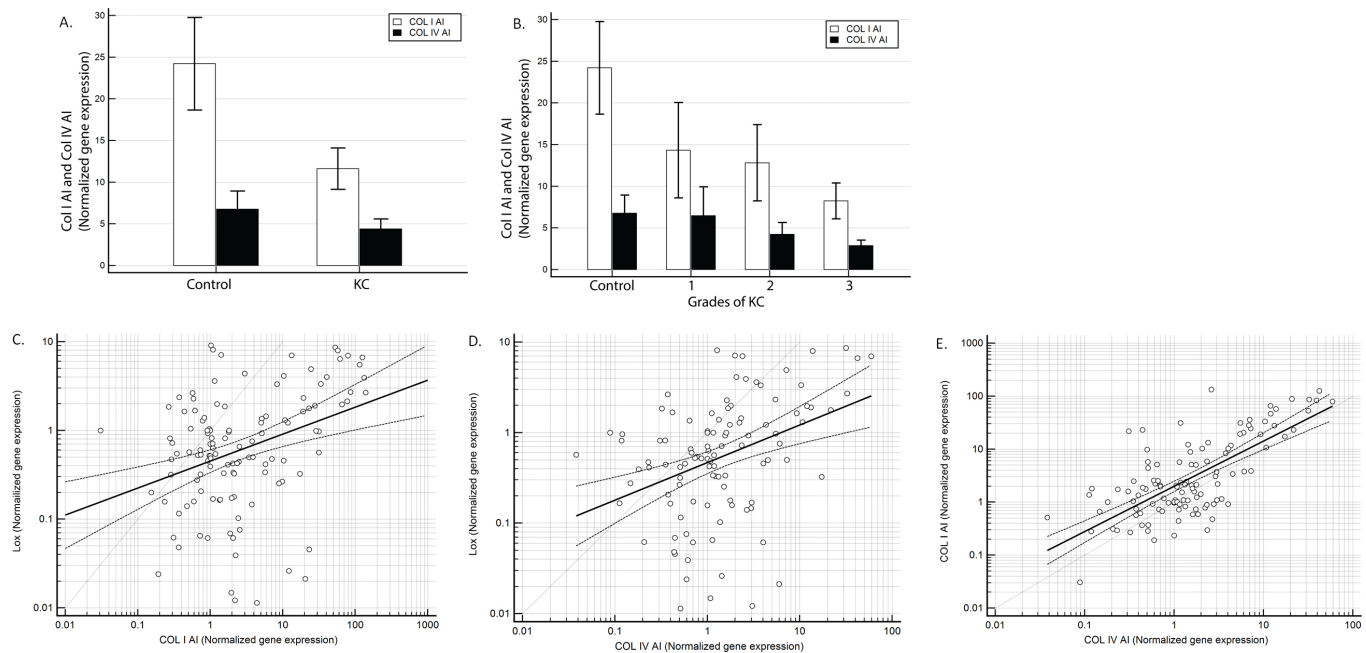 A.
COL I AI
COL IV AI
Col I AI and Col IV AI
(Normalized gene expression)
30
25
20
15
10
5
0
Control
KC
B.
COL I AI
COL IV AI
Col I AI and Col IV AI
(Normalized gene expression)
30
25
20
15
10
5
0
Control
1
2
3
Grades of KC
C.
Lox (Normalized gene expression)
10
1
0.1
0.01
0.01
0.1
1
10
100
1000
COL I AI (Normalized gene expression)
D.
Lox (Normalized gene expression)
10
1
0.1
0.01
0.01
0.1
1
10
100
COL IV AI (Normalized gene expression)
E.
COL I AI (Normalized gene expression)
1000
100
10
1
0.1
0.01
0.01
0.1
1
10
100
COL IV AI (Normalized gene expression)